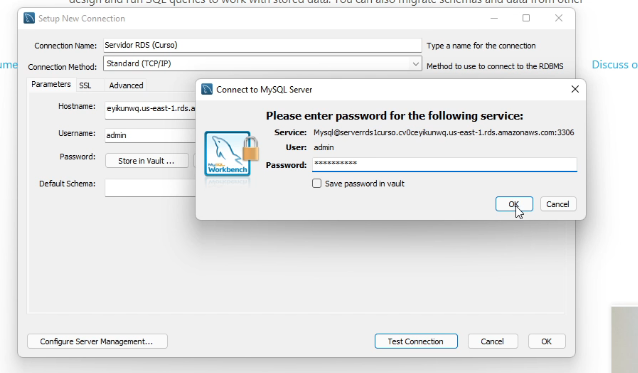 design and run SQL queries to work with stored data. You can also migrate schemas and data from other
Setup New Connection
Connection Name: Servidor RDS (Curso) Type a name for the connection
Connection Method: Standard (TCP/IP) Method to use to connect to the RDBMS
Discuss o
Parameters SSL Advanced
Hostname: eyikunwq.us-east-1.rds.a
Username: admin
Password: Store in Vault ...
Default Schema:
Connect to MySQL Server
Please enter password for the following service:
Service: Mysql@serverrds1curso.cv0ceyikunwq.us-east-1.rds.amazonaws.com:3306
User: admin
Password: **********
Save password in vault
OK Cancel
MySQL
Workbench
Configure Server Management... Test Connection Cancel OK